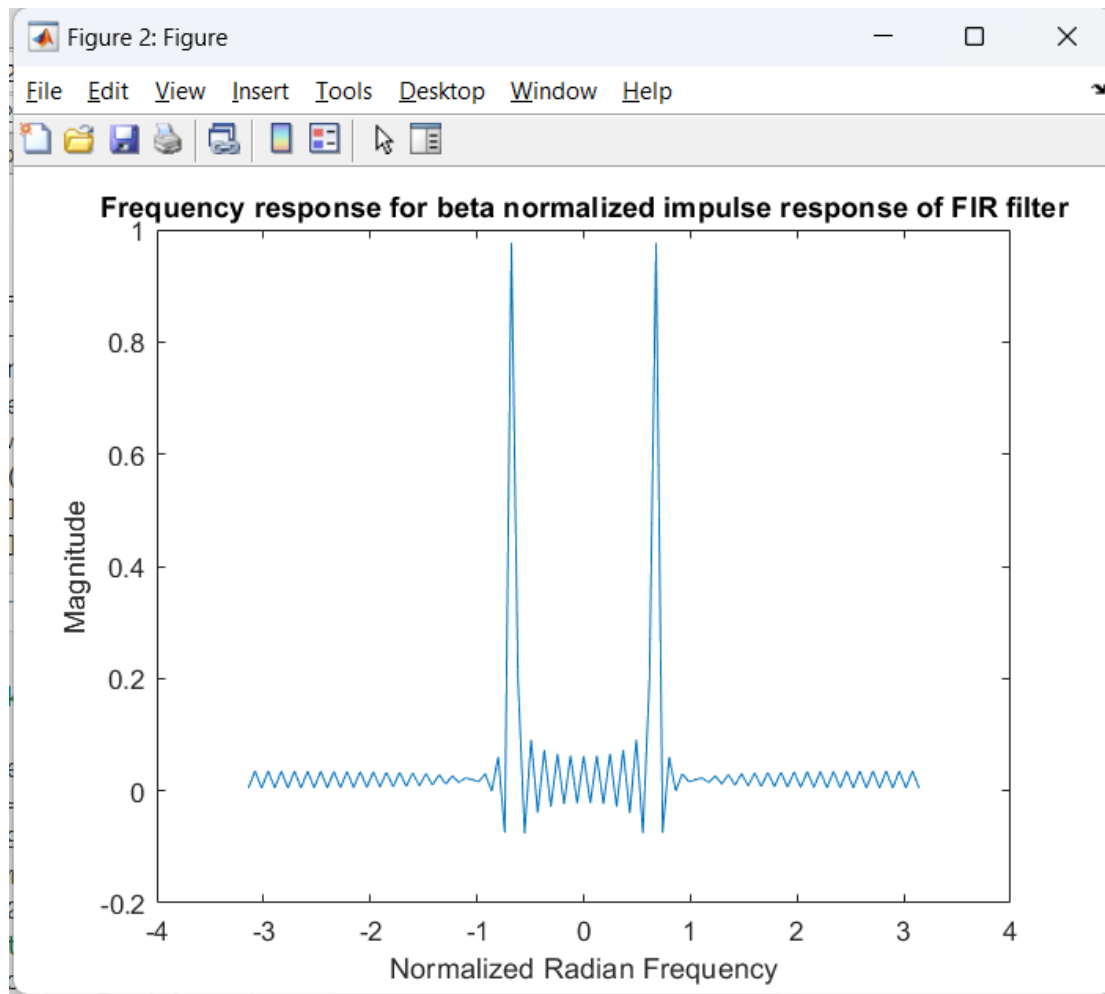 Figure 2: Figure
File Edit View Insert Tools Desktop Window Help
Frequency response for beta normalized impulse response of FIR filter
1
0.8
0.6
0.4
0.2
0
-0.2
Magnitude
-4 -3 -2 -1 0 1 2 3 4
Normalized Radian Frequency